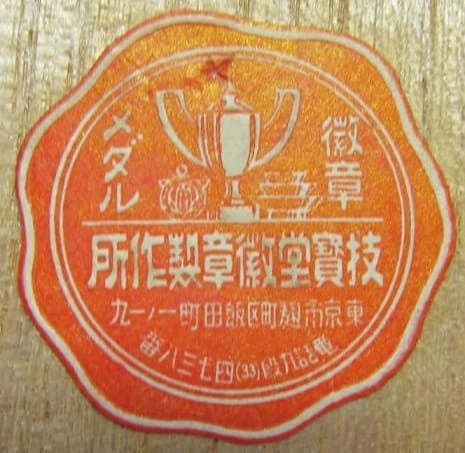 徽章
メダル
技寶堂徽章製作所
東京市麹町区飯田町一ノ一九
電話九段(33)四七三八番